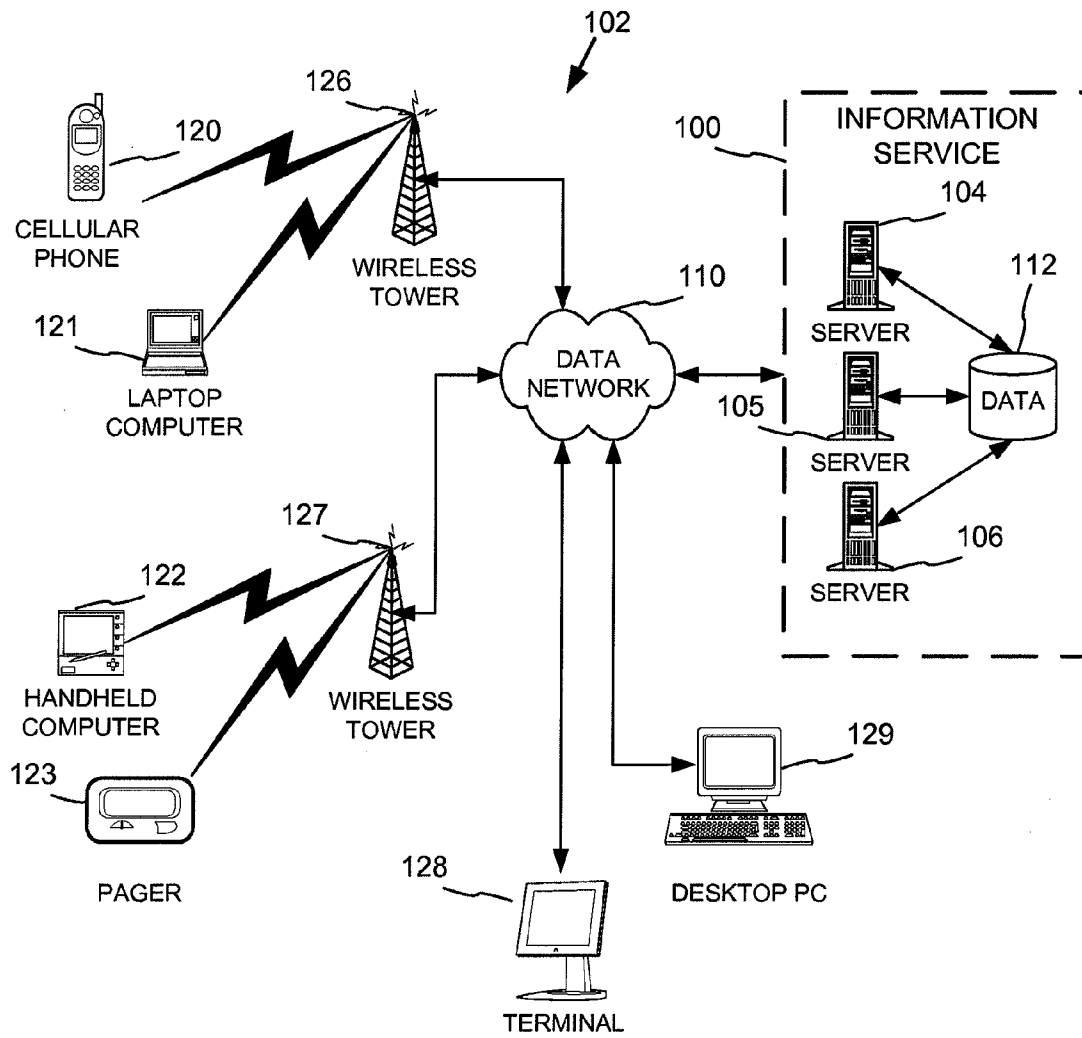 102
126
120
CELLULAR
PHONE
WIRELESS
TOWER
121
LAPTOP
COMPUTER
110
DATA
NETWORK
100
INFORMATION
SERVICE
104
SERVER
112
DATA
105
SERVER
106
SERVER
127
122
HANDHELD
COMPUTER
WIRELESS
TOWER
123
PAGER
128
TERMINAL
129
DESKTOP PC